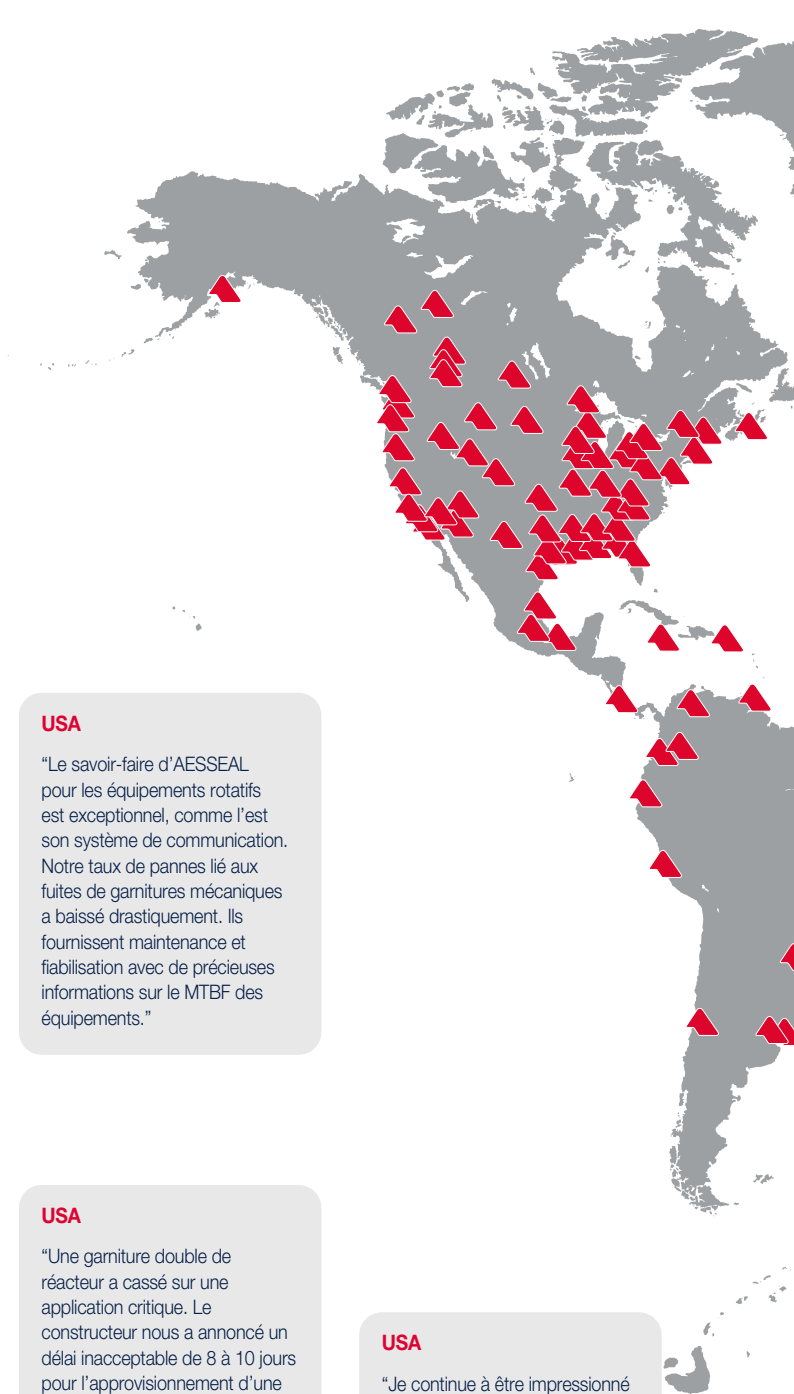 USA
“Le savoir-faire d’AESSEAL
pour les équipements rotatifs
est exceptionnel, comme l’est
son système de communication.
Notre taux de pannes lié aux
fuites de garnitures mécaniques
a baissé drastiquement. Ils
fournissent maintenance et
fiabilisation avec de précieuses
informations sur le MTBF des
équipements.”
USA
“Une garniture double de
réacteur a cassé sur une
application critique. Le
constructeur nous a annoncé un
délai inacceptable de 8 à 10 jours
pour l’approvisionnement d’une
USA
“Je continue à être impressionné